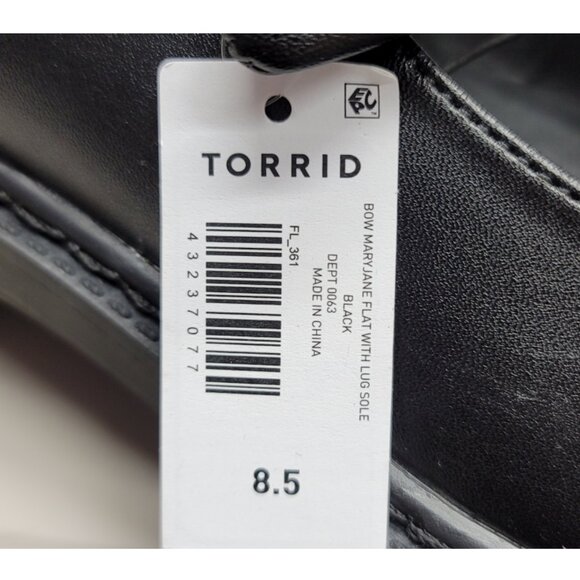 TORRID
BOW MARYJANE FLAT WITH LUG SOLE
BLACK
DEPT 0063
MADE IN CHINA
FL_361
43237077
8.5